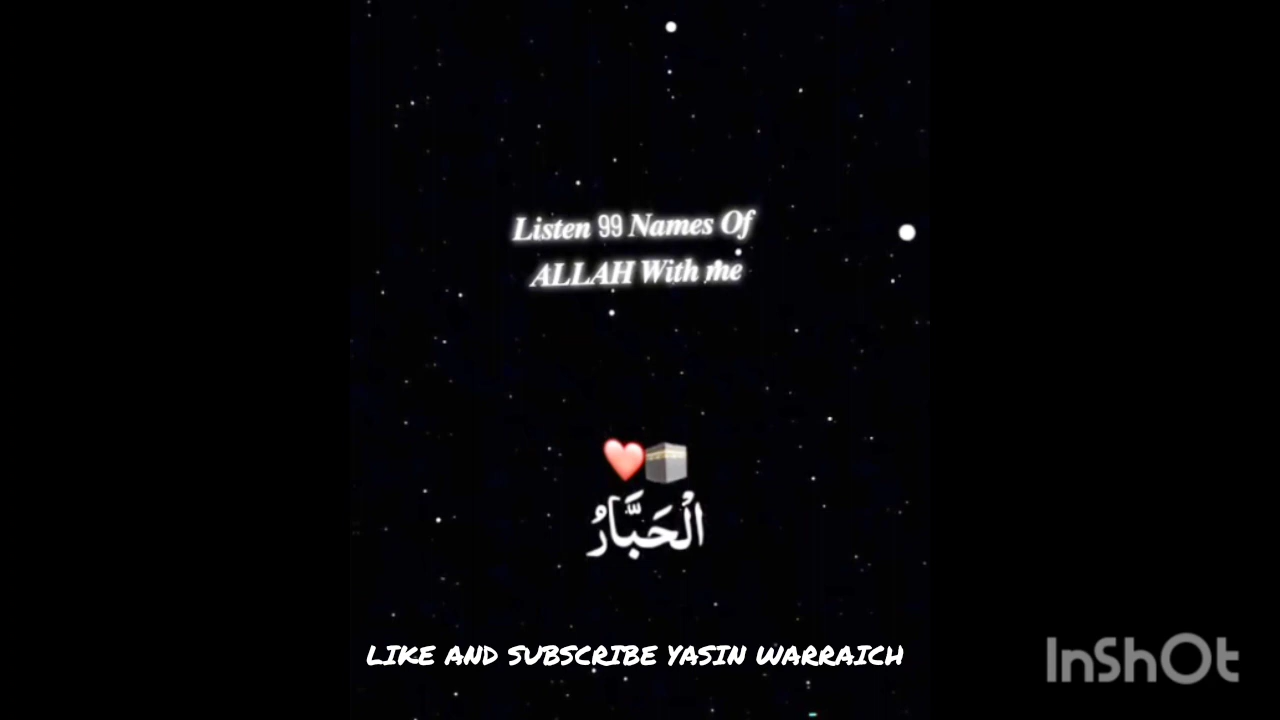 Listen 99 Names Of
ALLAH With me
❤️🕋
الْحَبَّارُ
LIKE AND SUBSCRIBE YASIN WARRAICH
InShOt